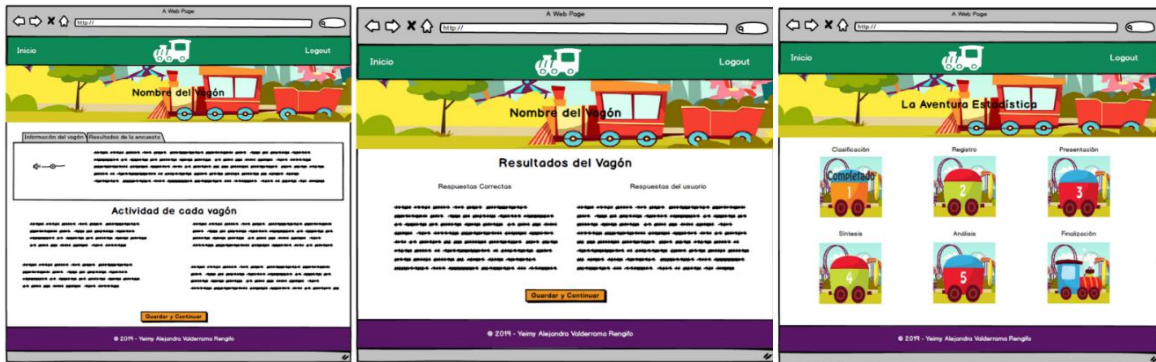 A Web Page
http://
Inicio
Logout
Nombre del Vagón
Información del vagón
Resultados de la encuesta
Actividad de cada vagón
Guardar y Continuar
© 2019 - Yeimy Alejandra Valderrama Rengifo
A Web Page
http://
Inicio
Logout
Nombre del Vagón
Resultados del Vagón
Respuestas Correctas
Respuestas del usuario
Guardar y Continuar
© 2019 - Yeimy Alejandra Valderrama Rengifo
A Web Page
http://
Inicio
Logout
La Aventura Estadística
Clasificación
Registro
Presentación
Completado
1
2
3
Síntesis
Análisis
Finalización
4
5
© 2019 - Yeimy Alejandra Valderrama Rengifo